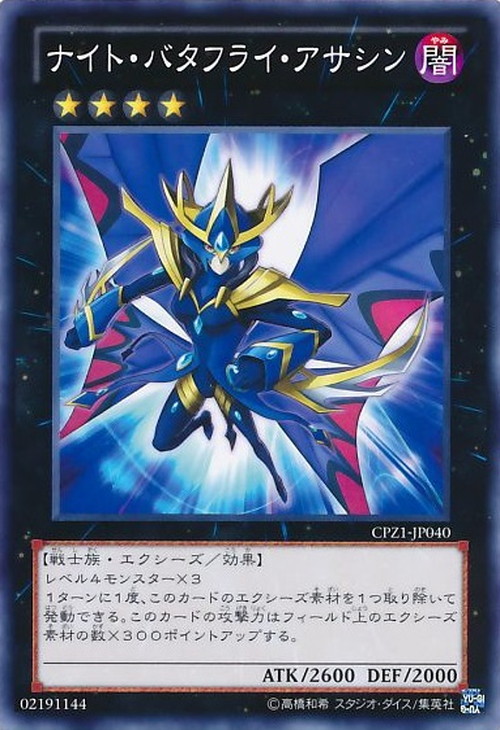 ナイト・バタフライ・アサシン
闇
やみ
CPZ1-JP040
【戦士族・エクシーズ/効果】
レベル4モンスター×3
1ターンに1度、このカードのエクシーズ素材を1つ取り除いて
発動できる。このカードの攻撃力はフィールド上のエクシーズ
素材の数×300ポイントアップする。
ATK/2600 DEF/2000
02191144
©高橋和希 スタジオ・ダイス/集英社